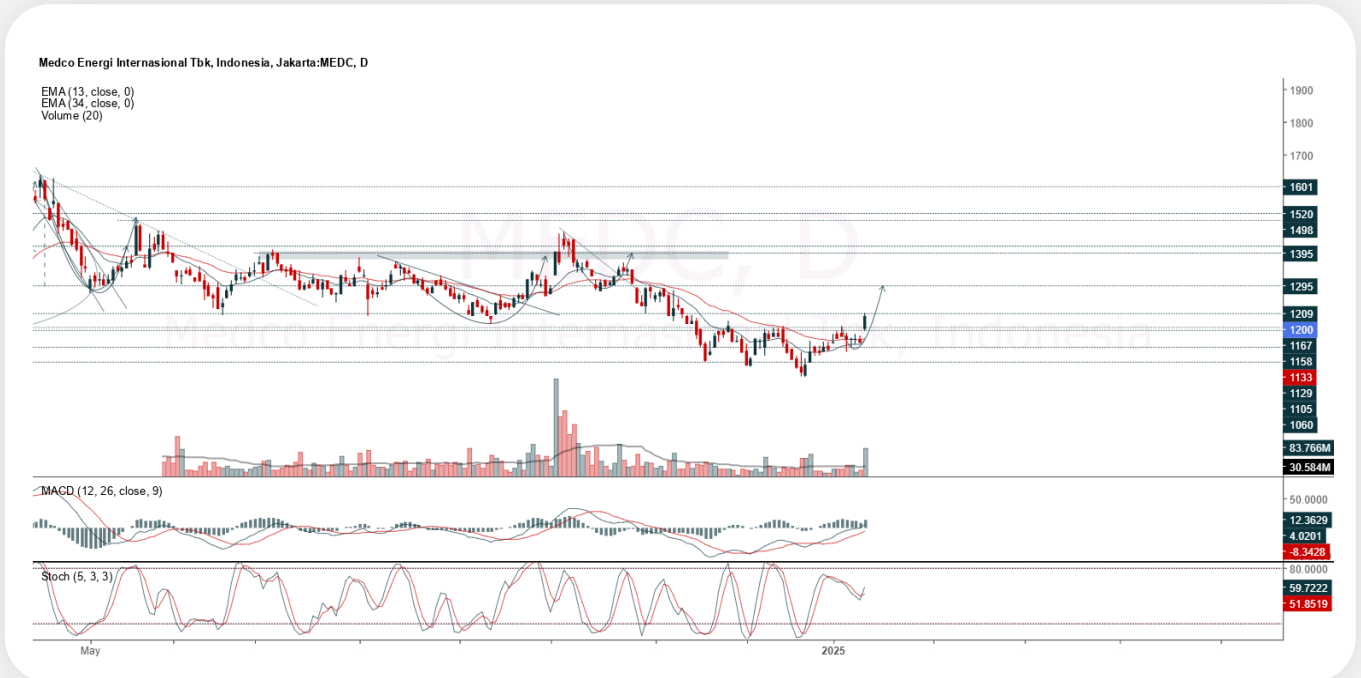 Medco Energi Internasional Tbk, Indonesia, Jakarta:MEDC, D
EMA (13, close, 0)
EMA (34, close, 0)
Volume (20)
MEDC, D
Medco Energi Internasional Tbk, Indonesia
1900
1800
1700
1601
1520
1498
1395
1295
1209
1200
1167
1158
1133
1129
1105
1060
83.766M
30.584M
MACD (12, 26, close, 9)
50.0000
12.3629
4.0201
-8.3428
Stoch (5, 3, 3)
80.0000
59.7222
51.8519
May
2025